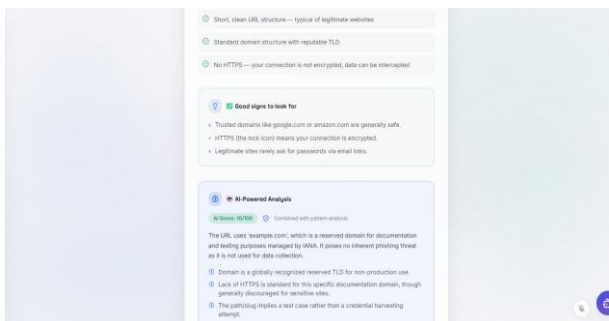 Short, clean URL structure — typical of legitimate websites
Standard domain structure with reputable TLD
No HTTPS — your connection is not encrypted, data can be intercepted
Good signs to look for
Trusted domains like google.com or amazon.com are generally safe.
HTTPS (the lock icon) means your connection is encrypted.
Legitimate sites rarely ask for passwords via email links.
AI-Powered Analysis
AI Score: 10/100 Combined with pattern analysis
The URL uses 'example.com', which is a reserved domain for documentation
and testing purposes managed by IANA. It poses no inherent phishing threat
as it is not used for data collection.
Domain is a globally recognized reserved TLD for non-production use.
Lack of HTTPS is standard for this specific documentation domain, though
generally discouraged for sensitive sites.
The path/slug implies a test case rather than a credential harvesting
attempt.